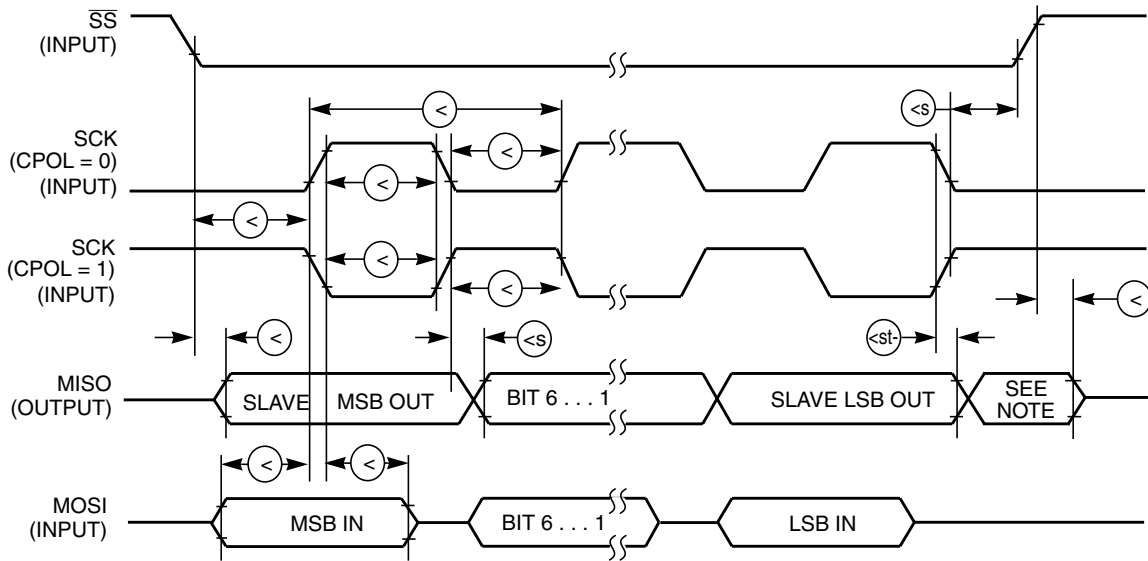 SS
(INPUT)
<
<s
SCK
(CPOL = 0)
(INPUT)
<
<
<
SCK
(CPOL = 1)
(INPUT)
<
<
<
<
<s
<st-
MISO
(OUTPUT)
SLAVE MSB OUT
BIT 6 . . . 1
SLAVE LSB OUT
SEE
NOTE
<
<
MOSI
(INPUT)
MSB IN
BIT 6 . . . 1
LSB IN